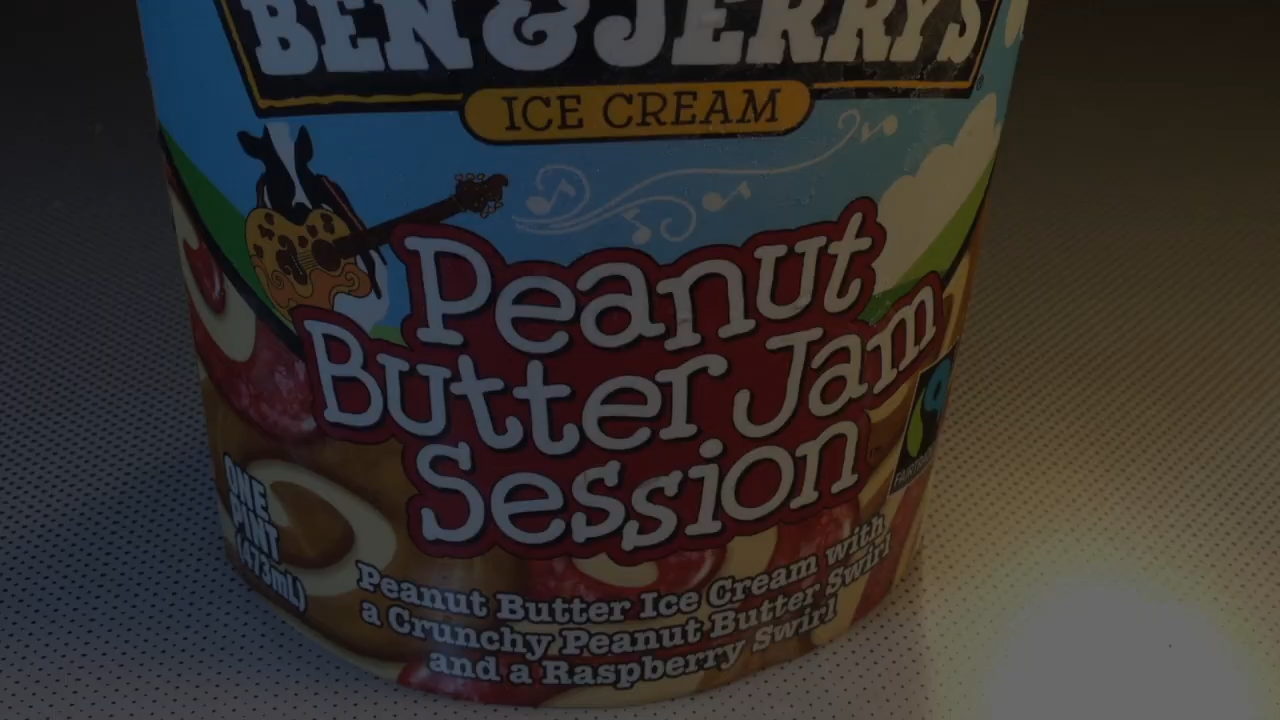 BEN & JERRY'S
ICE CREAM
Peanut
Butter Jam
Session
FAIRTRADE
ONE
PINT
(473mL)
Peanut Butter Ice Cream with
a Crunchy Peanut Butter Swirl
and a Raspberry Swirl